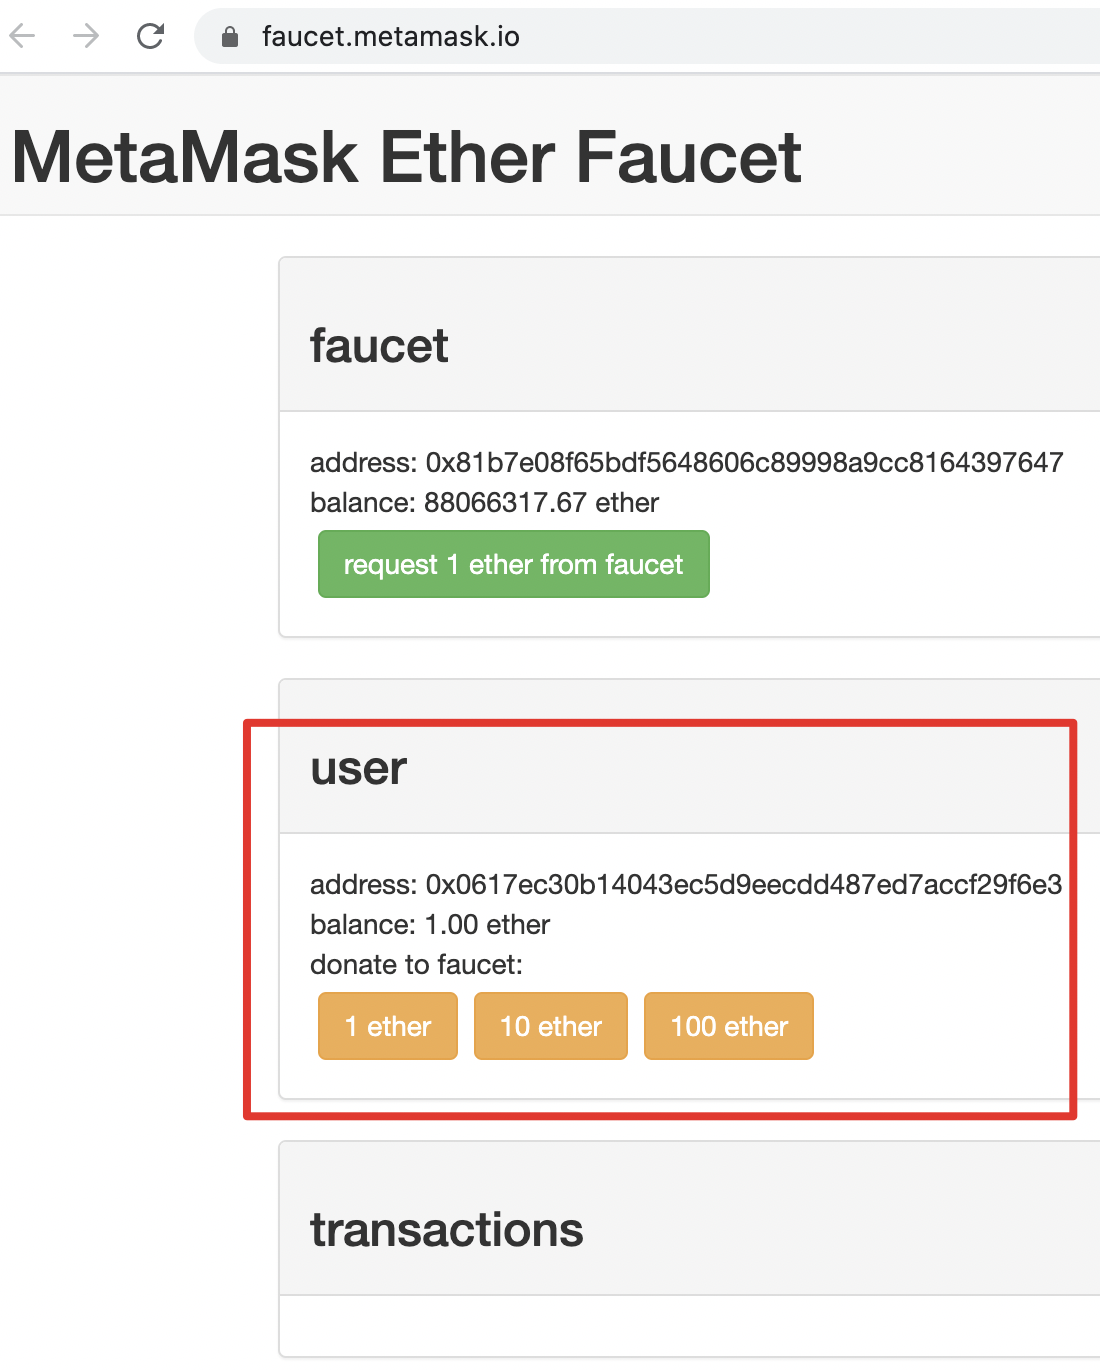 faucet.metamask.io
MetaMask Ether Faucet
faucet
address: 0x81b7e08f65bdf5648606c89998a9cc8164397647
balance: 88066317.67 ether
request 1 ether from faucet
user
address: 0x0617ec30b14043ec5d9eecdd487ed7accf29f6e3
balance: 1.00 ether
donate to faucet:
1 ether 10 ether 100 ether
transactions